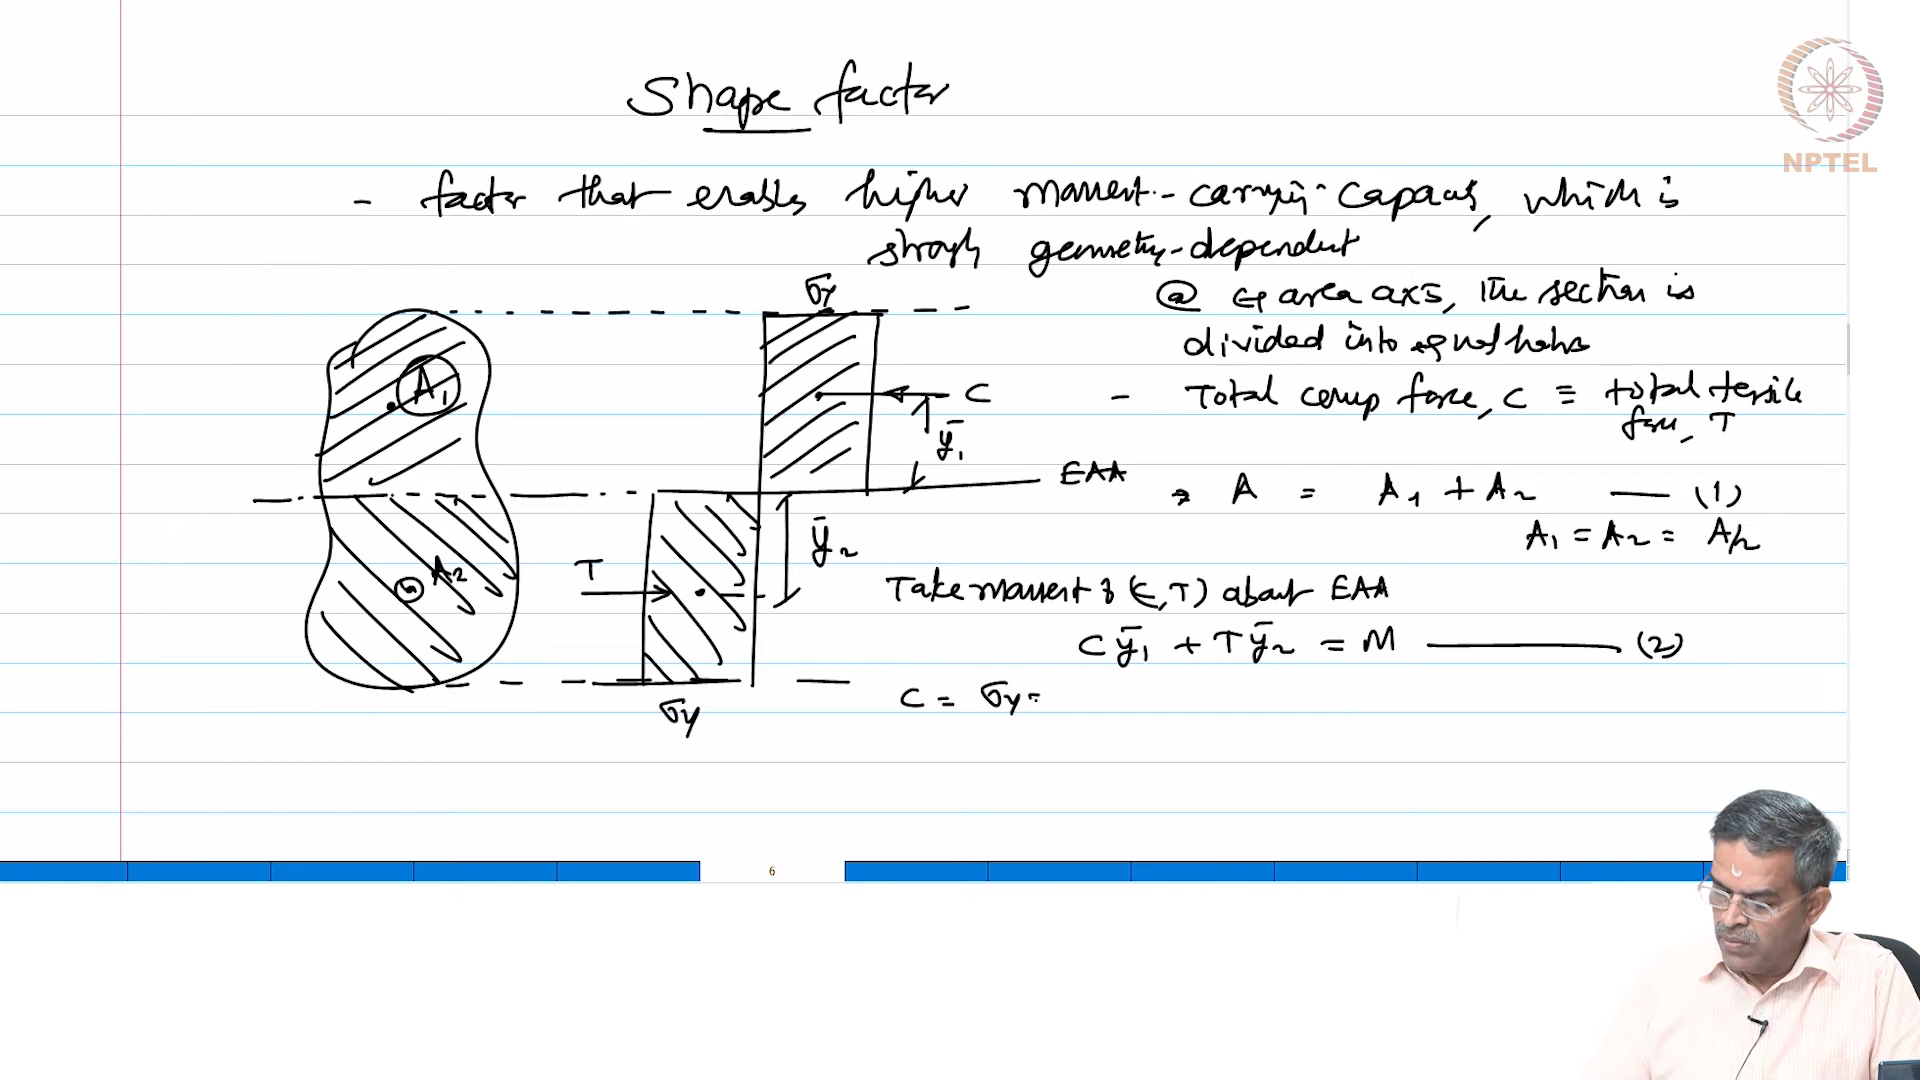 Shape factor
NPTEL
- factor that enables higher moment-carrying-capacity, which is
strongly geometry-dependent
σy
@ eq area axis, the section is
divided into equal halves
A1
C
- Total comp force, C ≡ total tensile
force, T
ȳ1
EAA
⇒ A = A1 + A2 —— (1)
A1 = A2 = A/2
ȳ2
A2
T
Take moment of (C,T) about EAA
C ȳ1 + T ȳ2 = M —— (2)
σy
C = σy
6